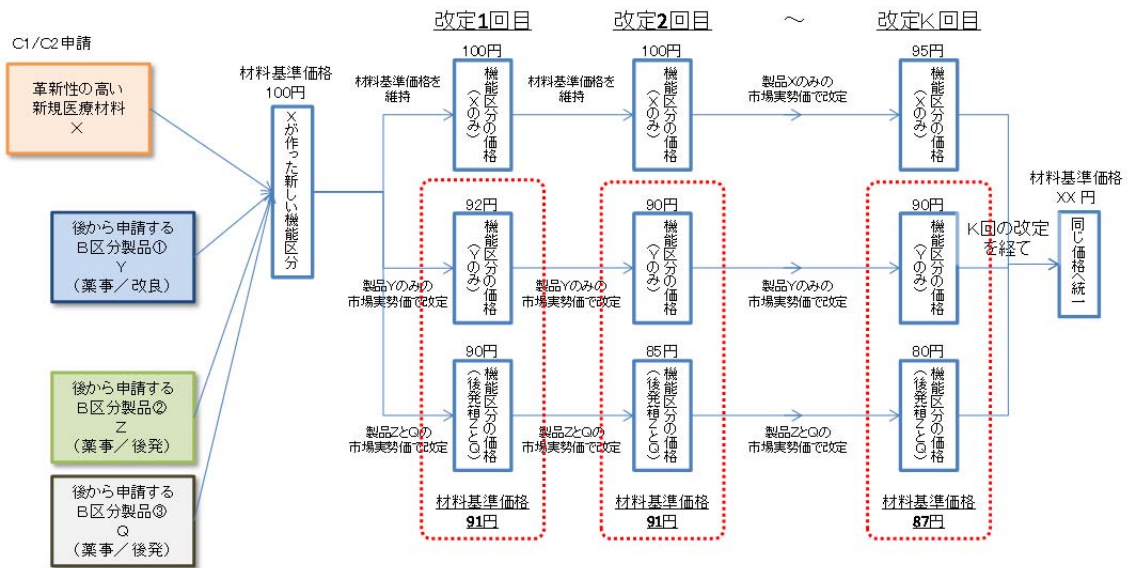 改定1回目
改定2回目
～
改定K回目
C1/C2申請
革新性の高い
新規医療材料
X
後から申請する
B区分製品①
Y
(薬事／改良)
後から申請する
B区分製品②
Z
(薬事／後発)
後から申請する
B区分製品③
Q
(薬事／後発)
材料基準価格
100円
Xが作った新しい機能区分
材料基準価格を
維持
100円
機能区分の価格
(Xのみ)
材料基準価格を
維持
100円
機能区分の価格
(Xのみ)
製品Xのみの
市場実勢価で改定
95円
機能区分の価格
(Xのみ)
製品Yのみの
市場実勢価で改定
92円
機能区分の価格
(Yのみ)
製品Yのみの
市場実勢価で改定
90円
機能区分の価格
(Yのみ)
製品Yのみの
市場実勢価で改定
90円
機能区分の価格
(Yのみ)
製品ZとQの
市場実勢価で改定
90円
機能区分の価格
(後発箱ZとQ)
製品ZとQの
市場実勢価で改定
85円
機能区分の価格
(後発箱ZとQ)
製品ZとQの
市場実勢価で改定
80円
機能区分の価格
(後発箱ZとQ)
材料基準価格
91円
材料基準価格
91円
材料基準価格
87円
K回の改定
を経て
材料基準価格
XX 円
同じ価格へ統一